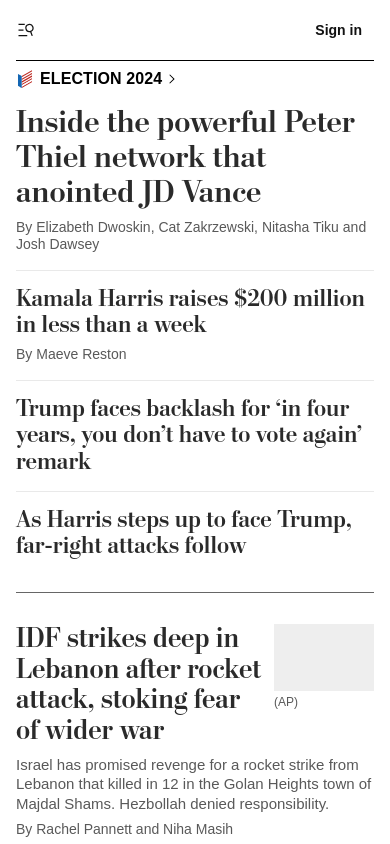 Sign in
ELECTION 2024
Inside the powerful Peter
Thiel network that
anointed JD Vance
By Elizabeth Dwoskin, Cat Zakrzewski, Nitasha Tiku and
Josh Dawsey
Kamala Harris raises $200 million
in less than a week
By Maeve Reston
Trump faces backlash for ‘in four
years, you don’t have to vote again’
remark
As Harris steps up to face Trump,
far-right attacks follow
IDF strikes deep in
Lebanon after rocket
attack, stoking fear
of wider war
(AP)
Israel has promised revenge for a rocket strike from
Lebanon that killed in 12 in the Golan Heights town of
Majdal Shams. Hezbollah denied responsibility.
By Rachel Pannett and Niha Masih